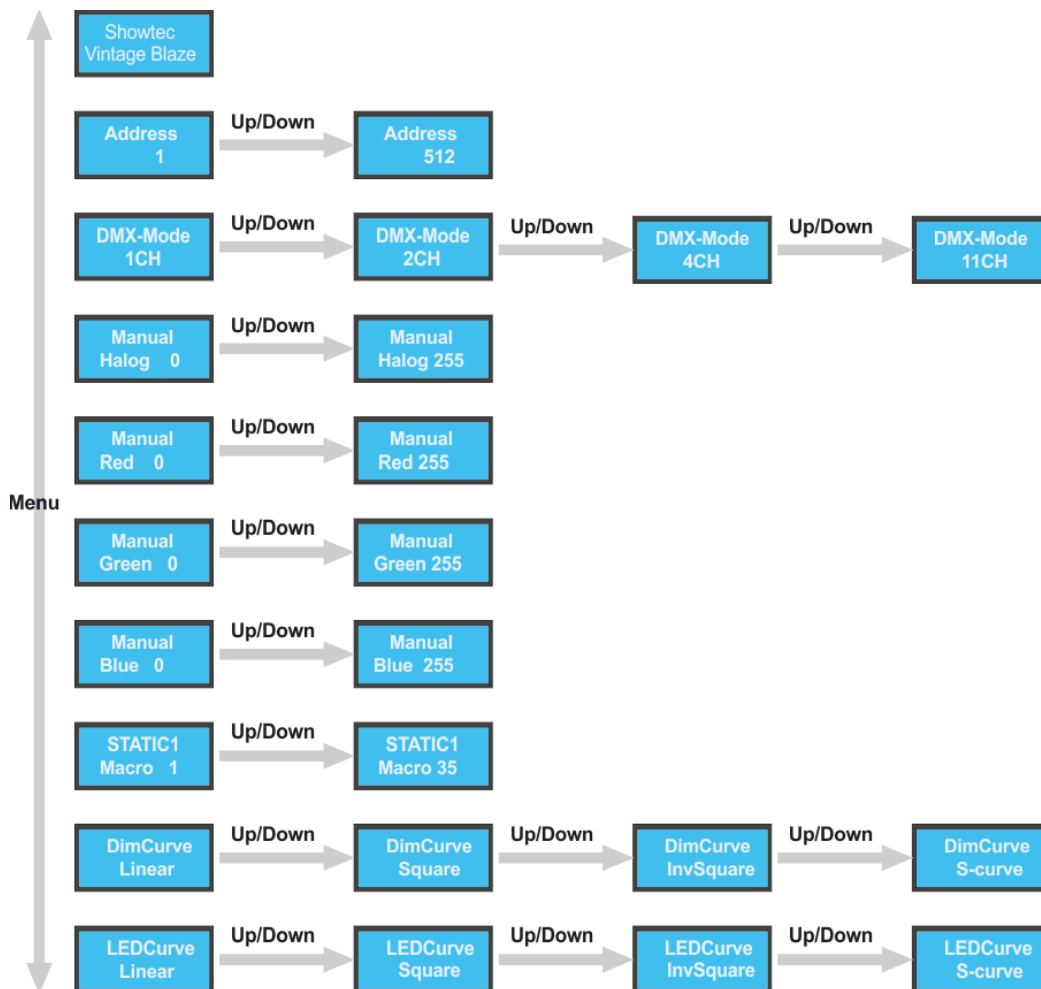 Showtec
Vintage Blaze
Up/Down
Address
1
Address
512
Up/Down
Up/Down
Up/Down
DMX-Mode
1CH
DMX-Mode
2CH
DMX-Mode
4CH
DMX-Mode
11CH
Up/Down
Manual
Halog 0
Manual
Halog 255
Up/Down
Manual
Red 0
Manual
Red 255
Menu
Up/Down
Manual
Green 0
Manual
Green 255
Up/Down
Manual
Blue 0
Manual
Blue 255
Up/Down
STATIC1
Macro 1
STATIC1
Macro 35
Up/Down
Up/Down
Up/Down
DimCurve
Linear
DimCurve
Square
DimCurve
InvSquare
DimCurve
S-curve
Up/Down
Up/Down
Up/Down
LEDCurve
Linear
LEDCurve
Square
LEDCurve
InvSquare
LEDCurve
S-curve